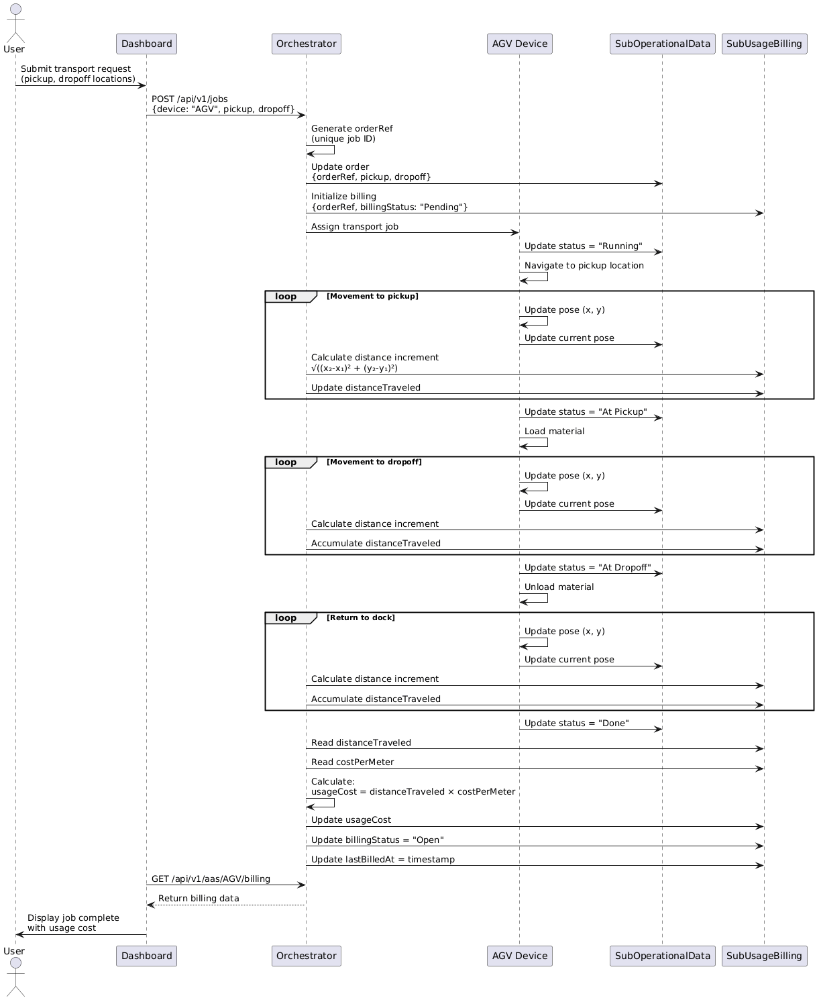 User
Dashboard
Orchestrator
AGV Device
SubOperationalData
SubUsageBilling
Submit transport request
(pickup, dropoff locations)
POST /api/v1/jobs
{device: "AGV", pickup, dropoff}
Generate orderRef
(unique job ID)
Update order
{orderRef, pickup, dropoff}
Initialize billing
{orderRef, billingStatus: "Pending"}
Assign transport job
Update status = "Running"
Navigate to pickup location
loop [Movement to pickup]
Update pose (x, y)
Update current pose
Calculate distance increment
√((x₂-x₁)² + (y₂-y₁)²)
Update distanceTraveled
Update status = "At Pickup"
Load material
loop [Movement to dropoff]
Update pose (x, y)
Update current pose
Calculate distance increment
Accumulate distanceTraveled
Update status = "At Dropoff"
Unload material
loop [Return to dock]
Update pose (x, y)
Update current pose
Calculate distance increment
Accumulate distanceTraveled
Update status = "Done"
Read distanceTraveled
Read costPerMeter
Calculate:
usageCost = distanceTraveled × costPerMeter
Update usageCost
Update billingStatus = "Open"
Update lastBilledAt = timestamp
GET /api/v1/aas/AGV/billing
Return billing data
Display job complete
with usage cost
User
Dashboard
Orchestrator
AGV Device
SubOperationalData
SubUsageBilling